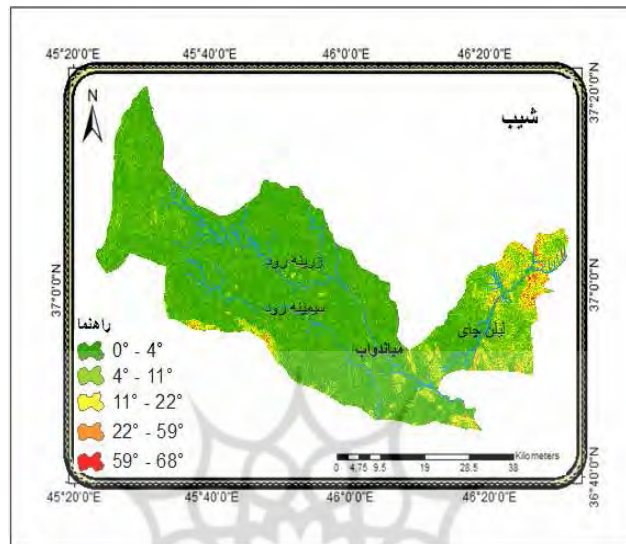 45°20'0"E 45°40'0"E 46°0'0"E 46°20'0"E
37°20'0"N
N
شیب
زرینه رود
37°0'0"N
37°0'0"N
سیمینه رود
لیلان چای
میاندوآب
راهنما
0° - 4°
4° - 11°
11° - 22°
22° - 59°
59° - 68°
Kilometers
0 4.75 9.5 19 28.5 38
36°40'0"N
45°20'0"E 45°40'0"E 46°0'0"E 46°20'0"E